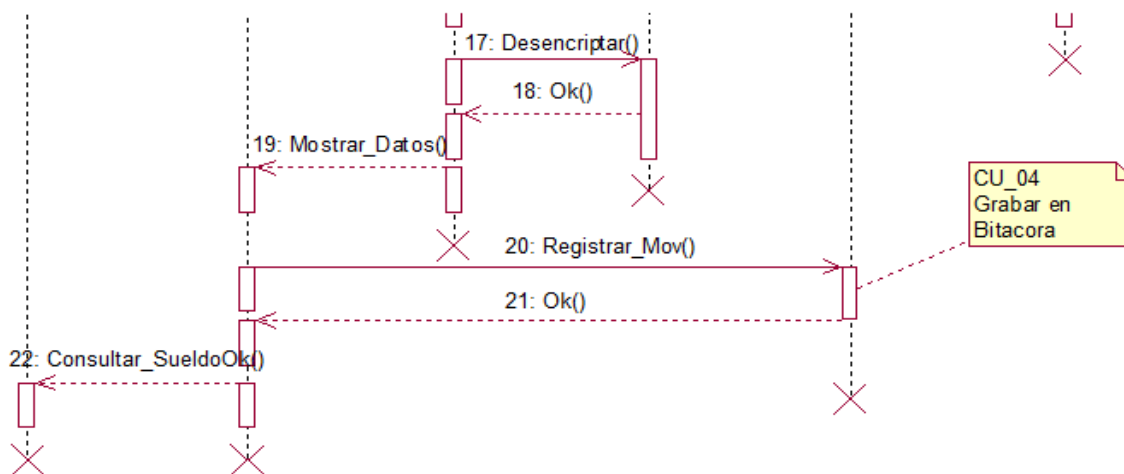 17: Desencriptar()
18: Ok()
19: Mostrar_Datos()
CU_04
Grabar en
Bitacora
20: Registrar_Mov()
21: Ok()
22: Consultar_SueldoOk()